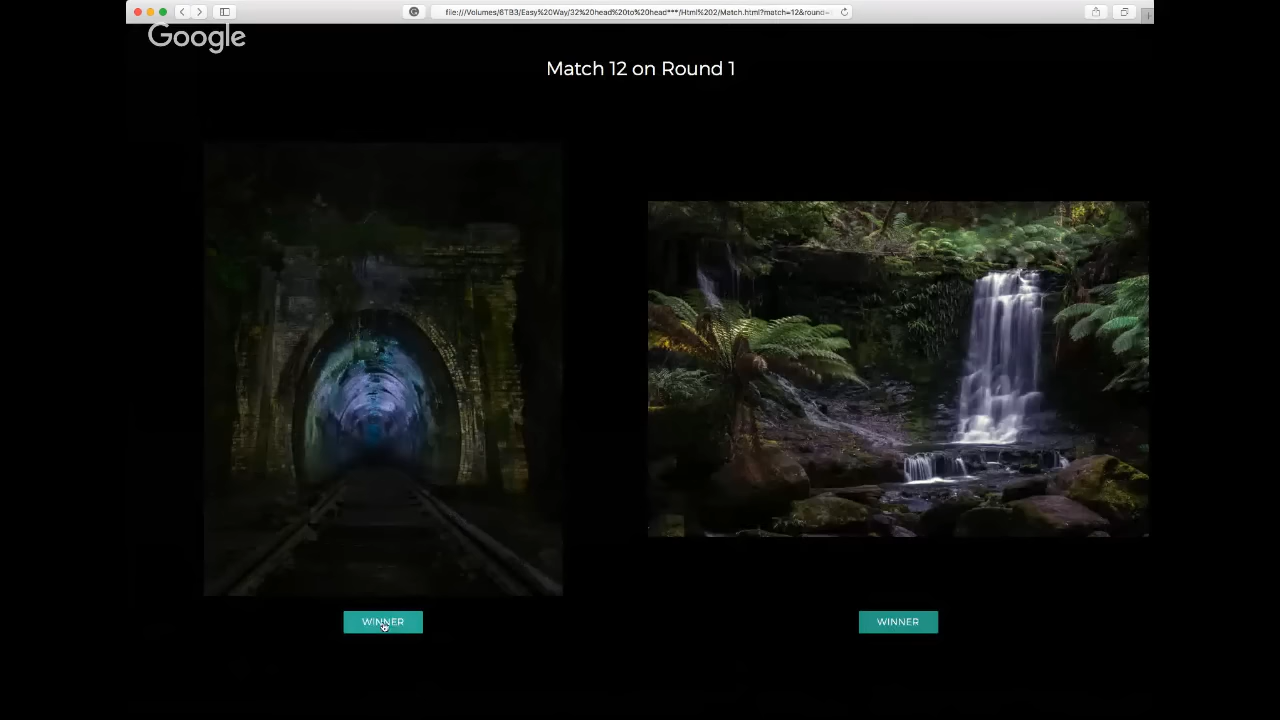 file:///Volumes/6TB3/Easy%20Way/32%20head%20to%20head***/Html%202/Match.html?match=12&round=
Google
Match 12 on Round 1
WINNER
WINNER